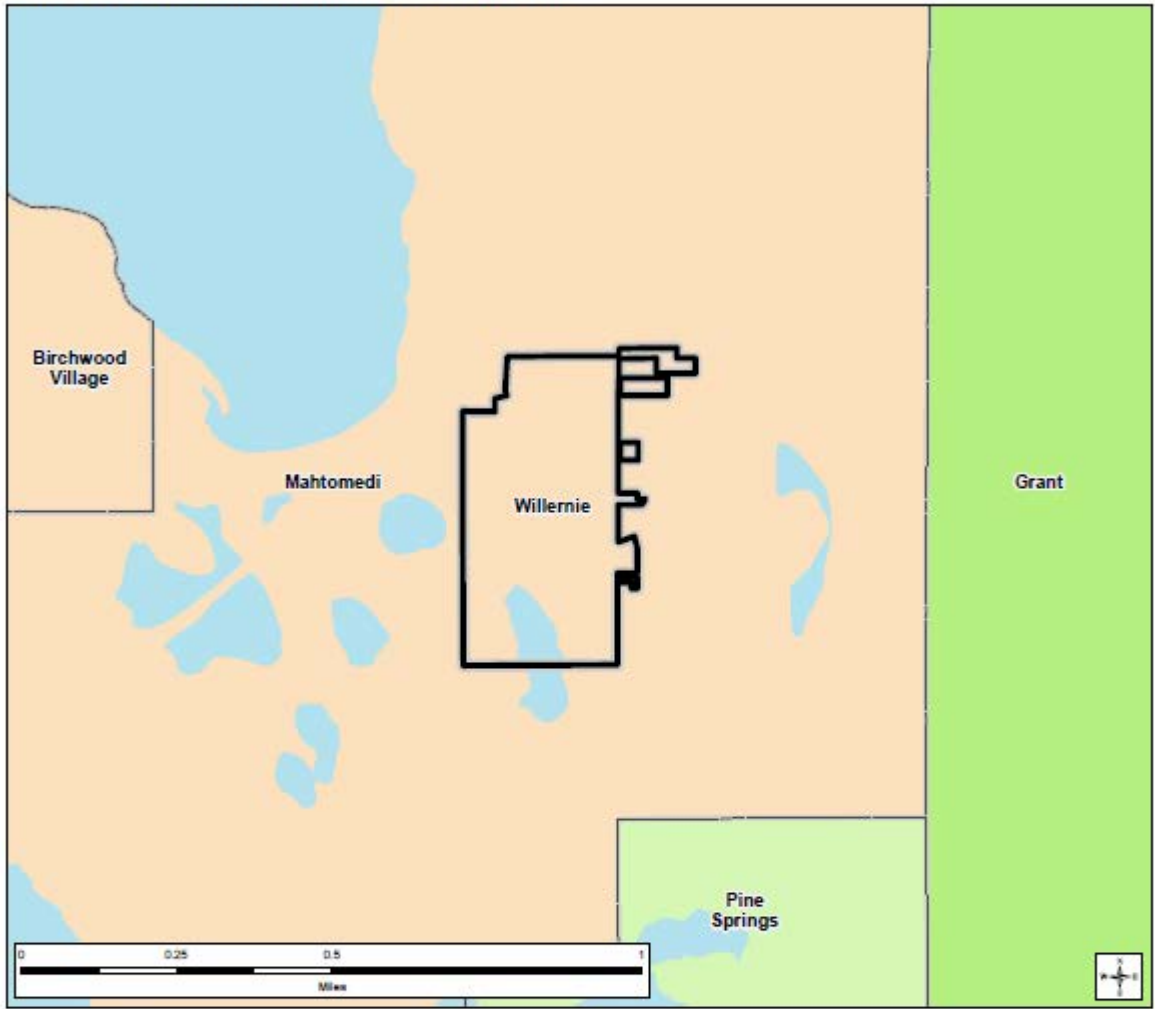 Birchwood
Village
Mahtomedi
Grant
Willernie
Pine
Springs
0 0.25 0.5 1
Miles
N
W E
S